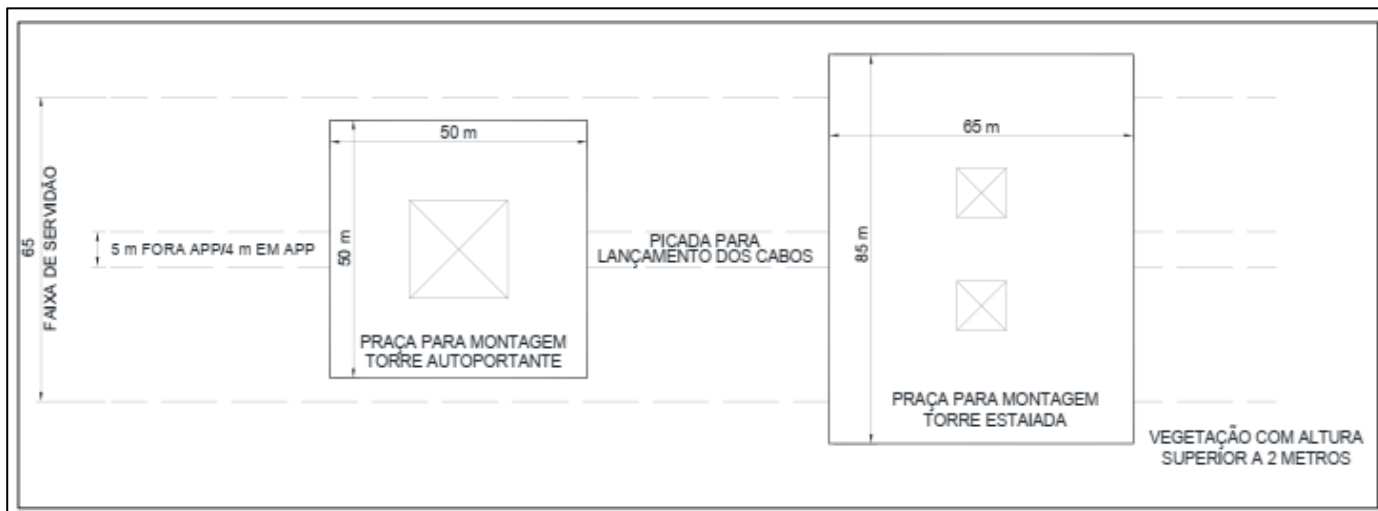 65
FAIXA DE SERVIDÃO
5 m FORA APP/4 m EM APP
50 m
50 m
PRAÇA PARA MONTAGEM
TORRE AUTOPORTANTE
PICADA PARA
LANÇAMENTO DOS CABOS
65 m
85 m
PRAÇA PARA MONTAGEM
TORRE ESTAIADA
VEGETAÇÃO COM ALTURA
SUPERIOR A 2 METROS